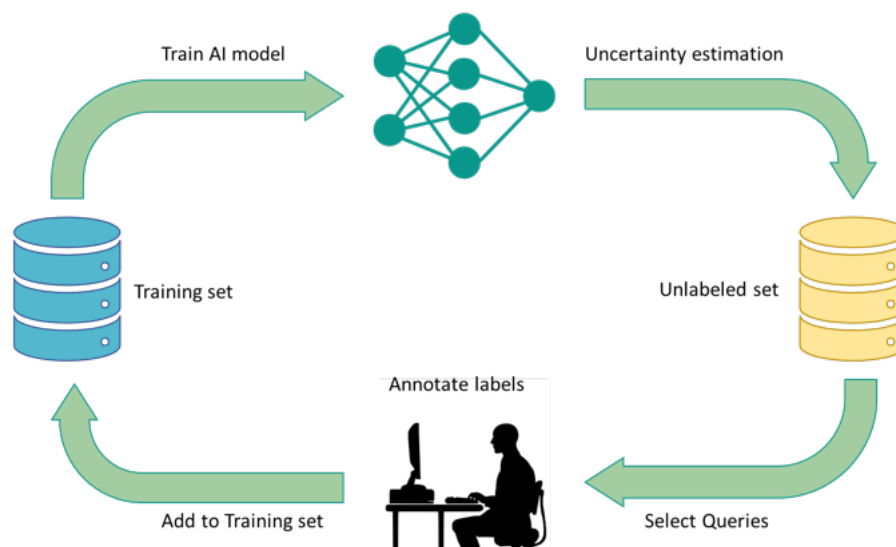 Train AI model
Uncertainty estimation
Training set
Unlabeled set
Annotate labels
Add to Training set
Select Queries